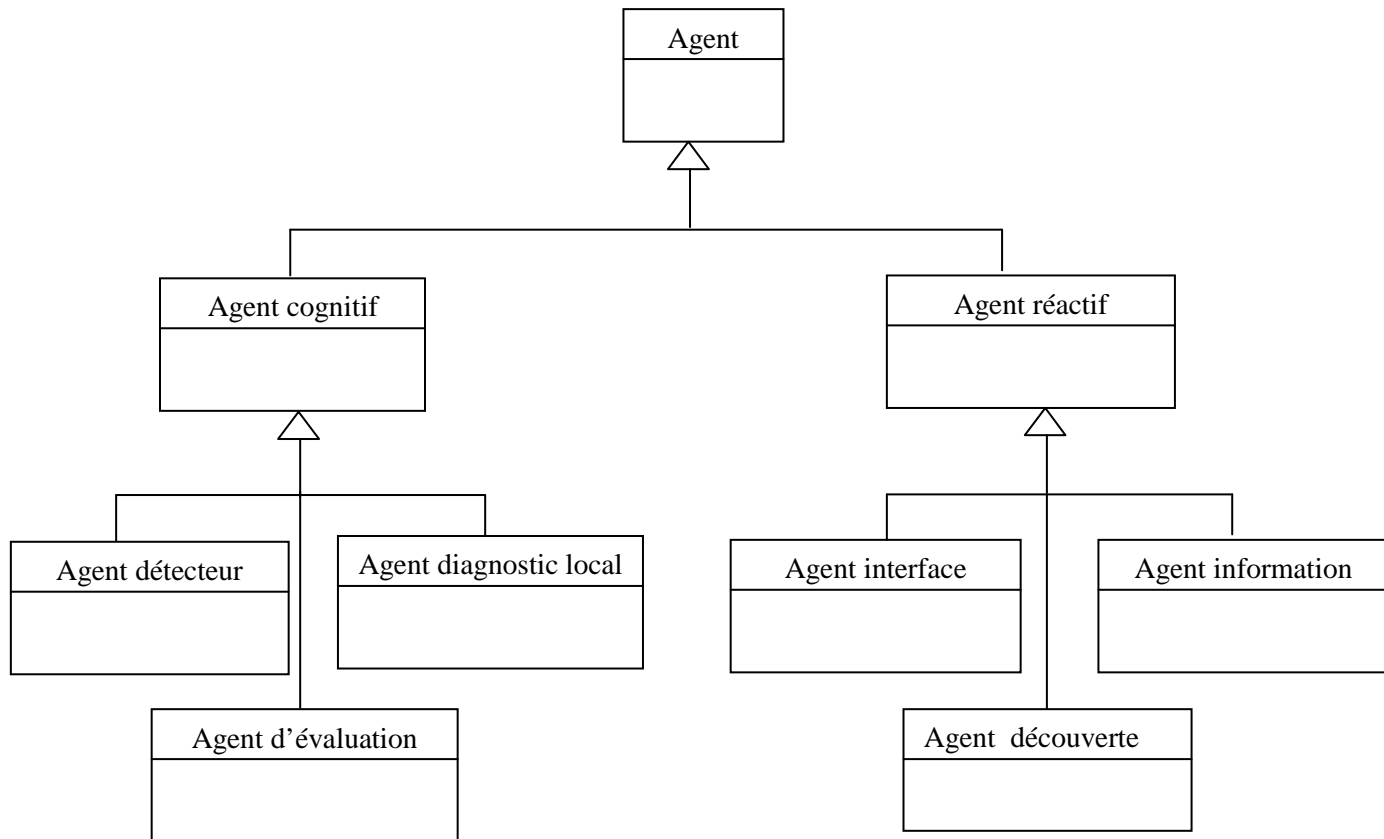 Agent
Agent cognitif
Agent réactif
Agent détecteur
Agent diagnostic local
Agent interface
Agent information
Agent d’évaluation
Agent découverte